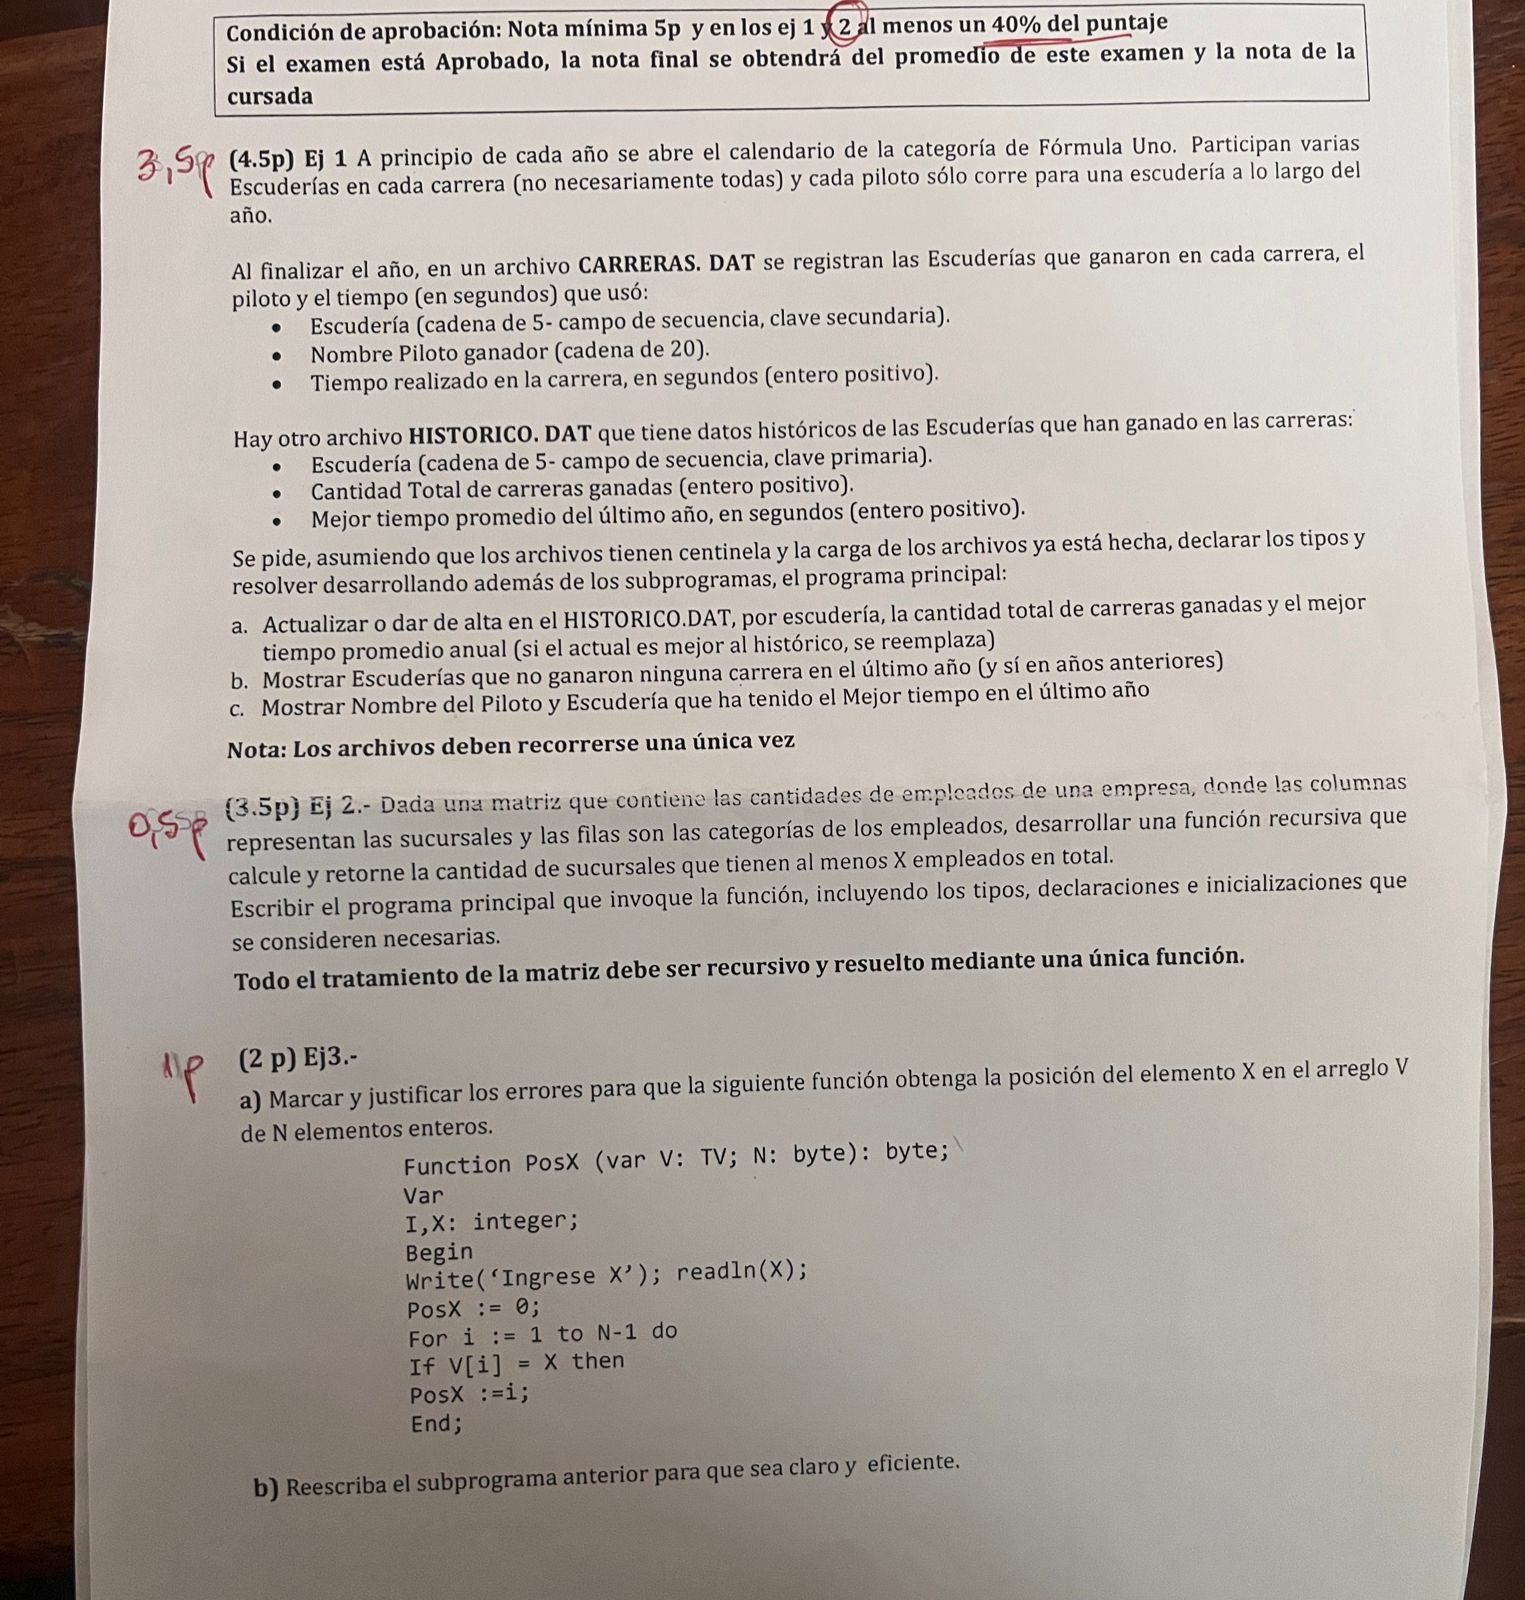 Condición de aprobación: Nota mínima 5p y en los ej 1 y 2 al menos un 40% del puntaje
Si el examen está Aprobado, la nota final se obtendrá del promedio de este examen y la nota de la
cursada
3,5p (4.5p) Ej 1 A principio de cada año se abre el calendario de la categoría de Fórmula Uno. Participan varias
Escuderías en cada carrera (no necesariamente todas) y cada piloto sólo corre para una escudería a lo largo del
año.
Al finalizar el año, en un archivo CARRERAS. DAT se registran las Escuderías que ganaron en cada carrera, el
piloto y el tiempo (en segundos) que usó:
• Escudería (cadena de 5- campo de secuencia, clave secundaria).
• Nombre Piloto ganador (cadena de 20).
• Tiempo realizado en la carrera, en segundos (entero positivo).
Hay otro archivo HISTORICO. DAT que tiene datos históricos de las Escuderías que han ganado en las carreras:
• Escudería (cadena de 5- campo de secuencia, clave primaria).
• Cantidad Total de carreras ganadas (entero positivo).
• Mejor tiempo promedio del último año, en segundos (entero positivo).
Se pide, asumiendo que los archivos tienen centinela y la carga de los archivos ya está hecha, declarar los tipos y
resolver desarrollando además de los subprogramas, el programa principal:
a. Actualizar o dar de alta en el HISTORICO.DAT, por escudería, la cantidad total de carreras ganadas y el mejor
tiempo promedio anual (si el actual es mejor al histórico, se reemplaza)
b. Mostrar Escuderías que no ganaron ninguna carrera en el último año (y sí en años anteriores)
c. Mostrar Nombre del Piloto y Escudería que ha tenido el Mejor tiempo en el último año
Nota: Los archivos deben recorrerse una única vez
0,5p (3.5p) Ej 2.- Dada una matriz que contiene las cantidades de empleados de una empresa, donde las columnas
representan las sucursales y las filas son las categorías de los empleados, desarrollar una función recursiva que
calcule y retorne la cantidad de sucursales que tienen al menos X empleados en total.
Escribir el programa principal que invoque la función, incluyendo los tipos, declaraciones e inicializaciones que
se consideren necesarias.
Todo el tratamiento de la matriz debe ser recursivo y resuelto mediante una única función.
1p (2 p) Ej3.-
a) Marcar y justificar los errores para que la siguiente función obtenga la posición del elemento X en el arreglo V
de N elementos enteros.
Function PosX (var V: TV; N: byte): byte;
Var
I,X: integer;
Begin
Write(‘Ingrese X’); readln(X);
PosX := 0;
For i := 1 to N-1 do
If V[i] = X then
PosX :=i;
End;
b) Reescriba el subprograma anterior para que sea claro y eficiente.